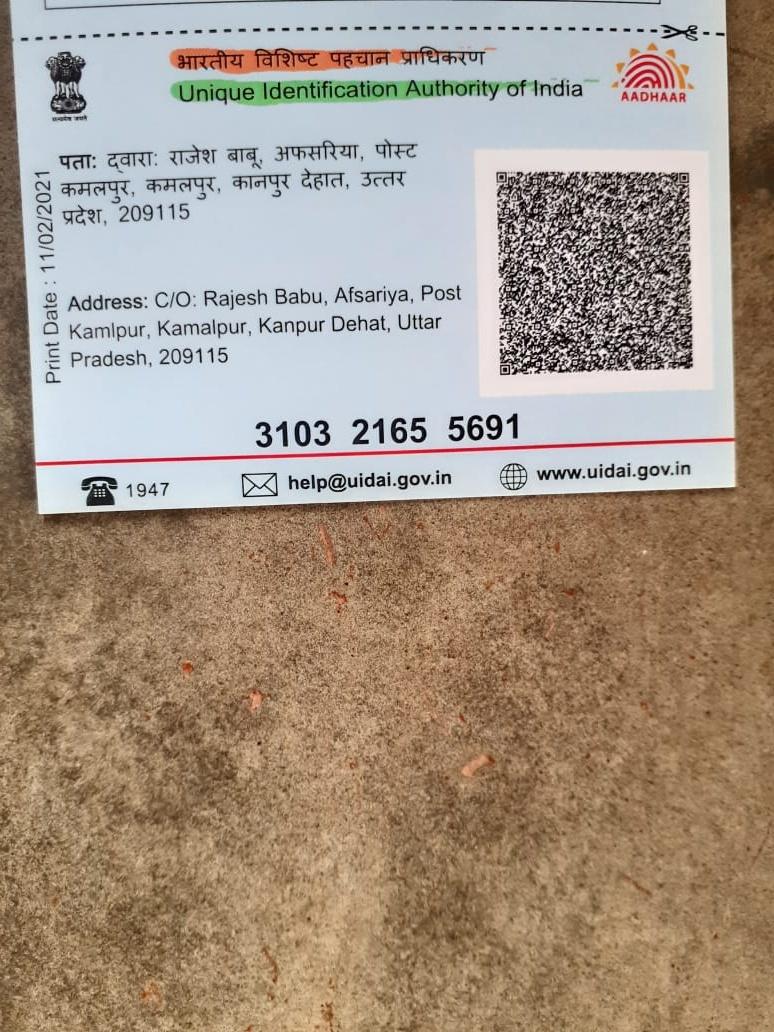 भारतीय विशिष्ट पहचान प्राधिकरण
Unique Identification Authority of India
सत्यमेव जयते
AADHAAR
पता: द्वारा: राजेश बाबू, अफसरिया, पोस्ट
कमलपुर, कमलपुर, कानपुर देहात, उत्तर
प्रदेश, 209115
Print Date : 11/02/2021
Address: C/O: Rajesh Babu, Afsariya, Post
Kamlpur, Kamalpur, Kanpur Dehat, Uttar
Pradesh, 209115
3103 2165 5691
1947
help@uidai.gov.in
www.uidai.gov.in